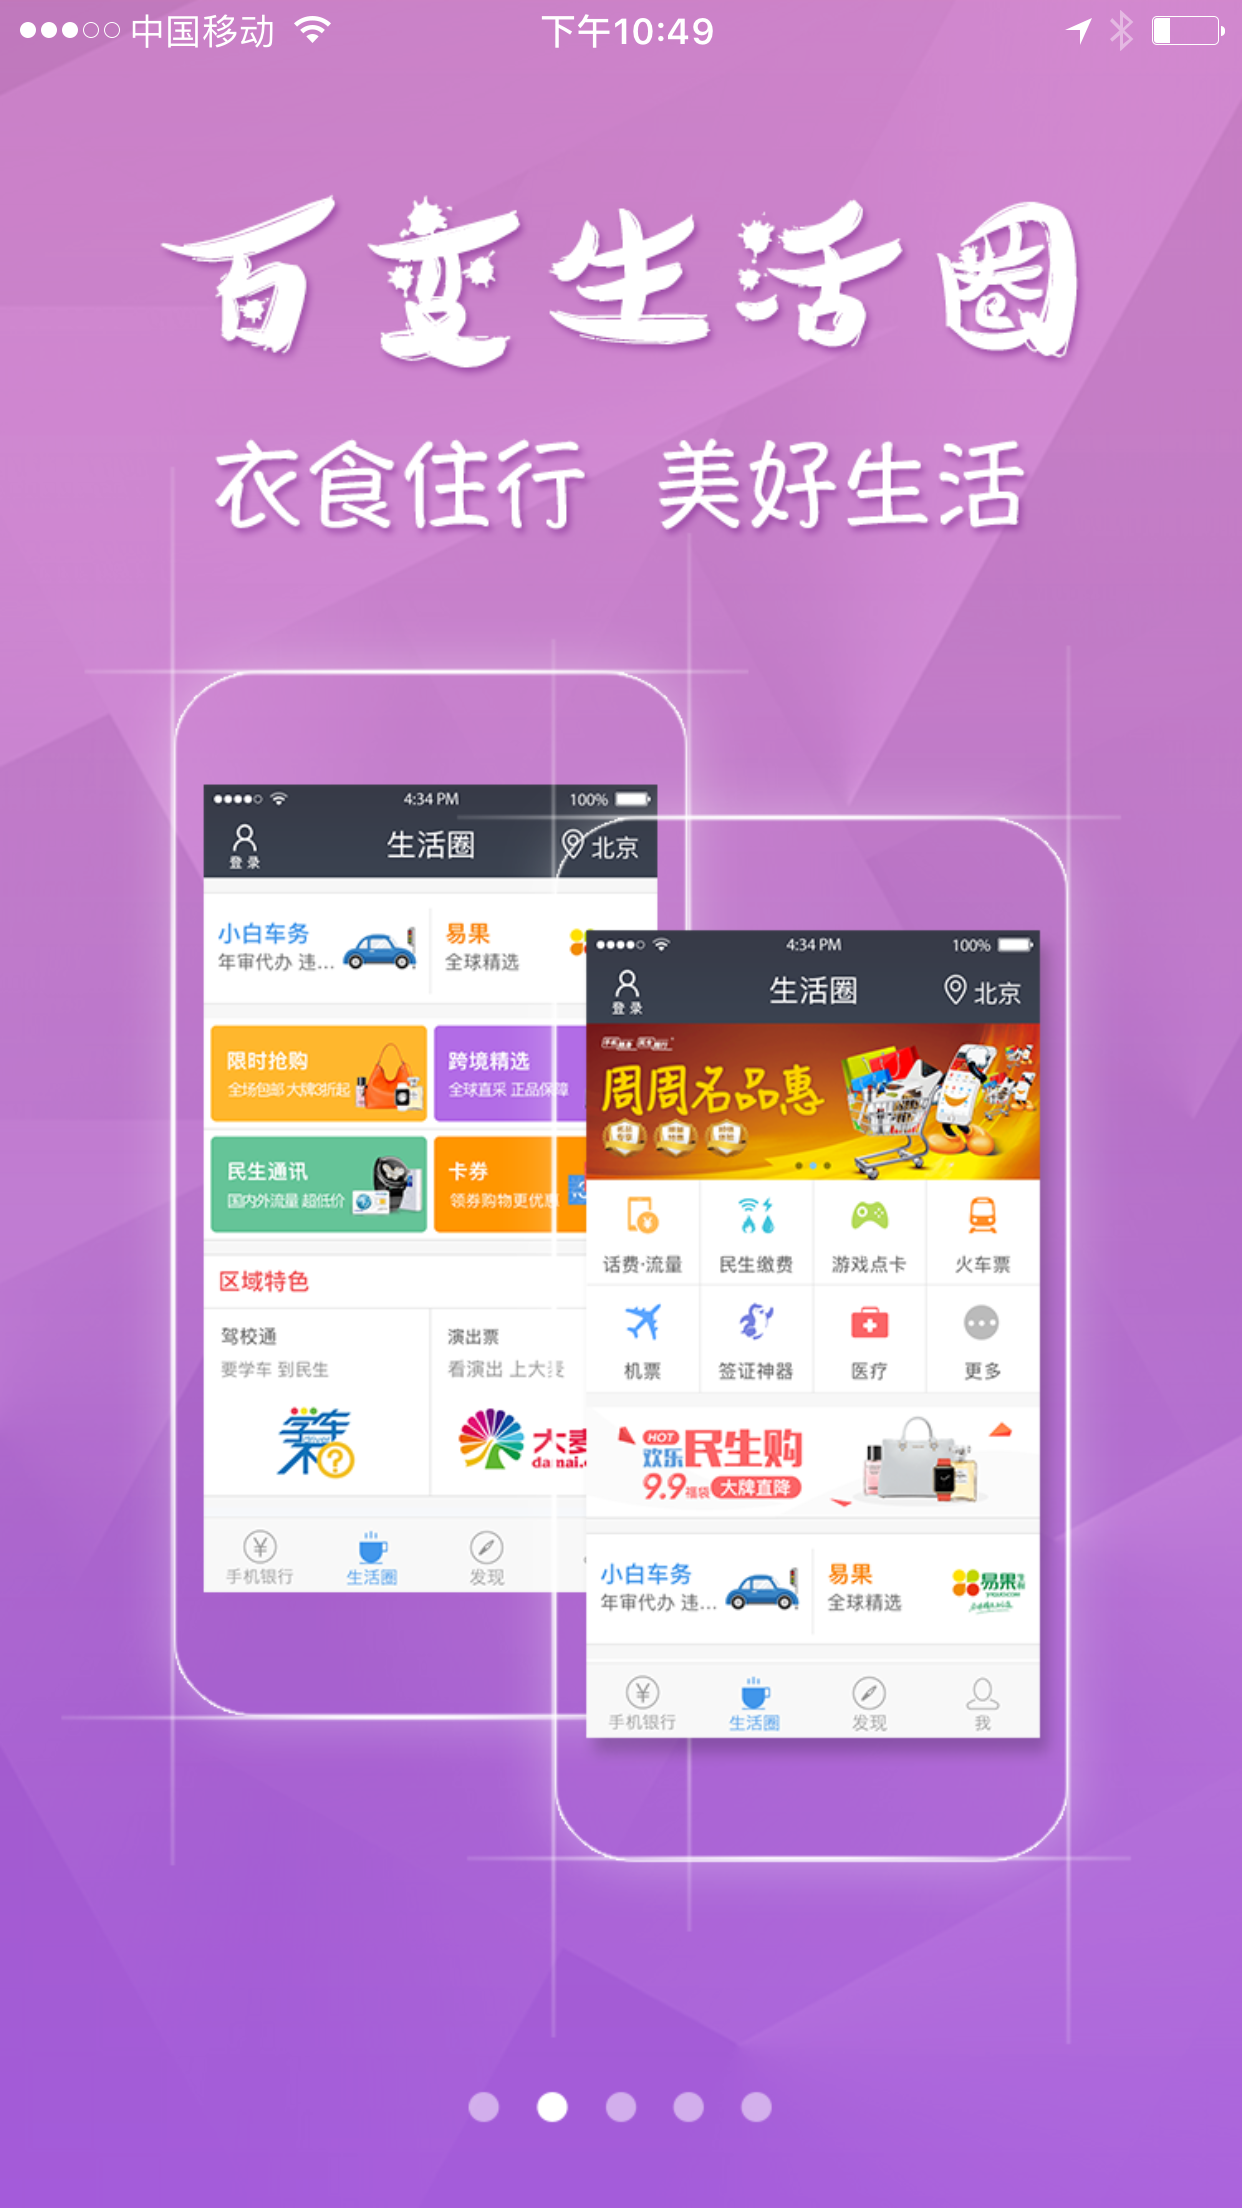 中国移动 下午10:49
百变生活圈
衣食住行 美好生活
4:34 PM 100%
登录 生活圈 北京
小白车务 易果
年审代办 违... 全球精选
限时抢购 跨境精选
全场包邮 大牌3折起 全球直采 正品保障
民生通讯 卡券
国内外流量 超低价 领券购物更优惠
区域特色
驾校通 演出票
要学车 到民生 看演出 上大麦
学车
大麦
damai.
手机银行 生活圈 发现
4:34 PM 100%
登录 生活圈 北京
周周名品惠
话费·流量 民生缴费 游戏点卡 火车票
机票 签证神器 医疗 更多
HOT
欢乐民生购
9.9福袋 大牌直降
小白车务 易果 易果生鲜
年审代办 违... 全球精选
手机银行 生活圈 发现 我